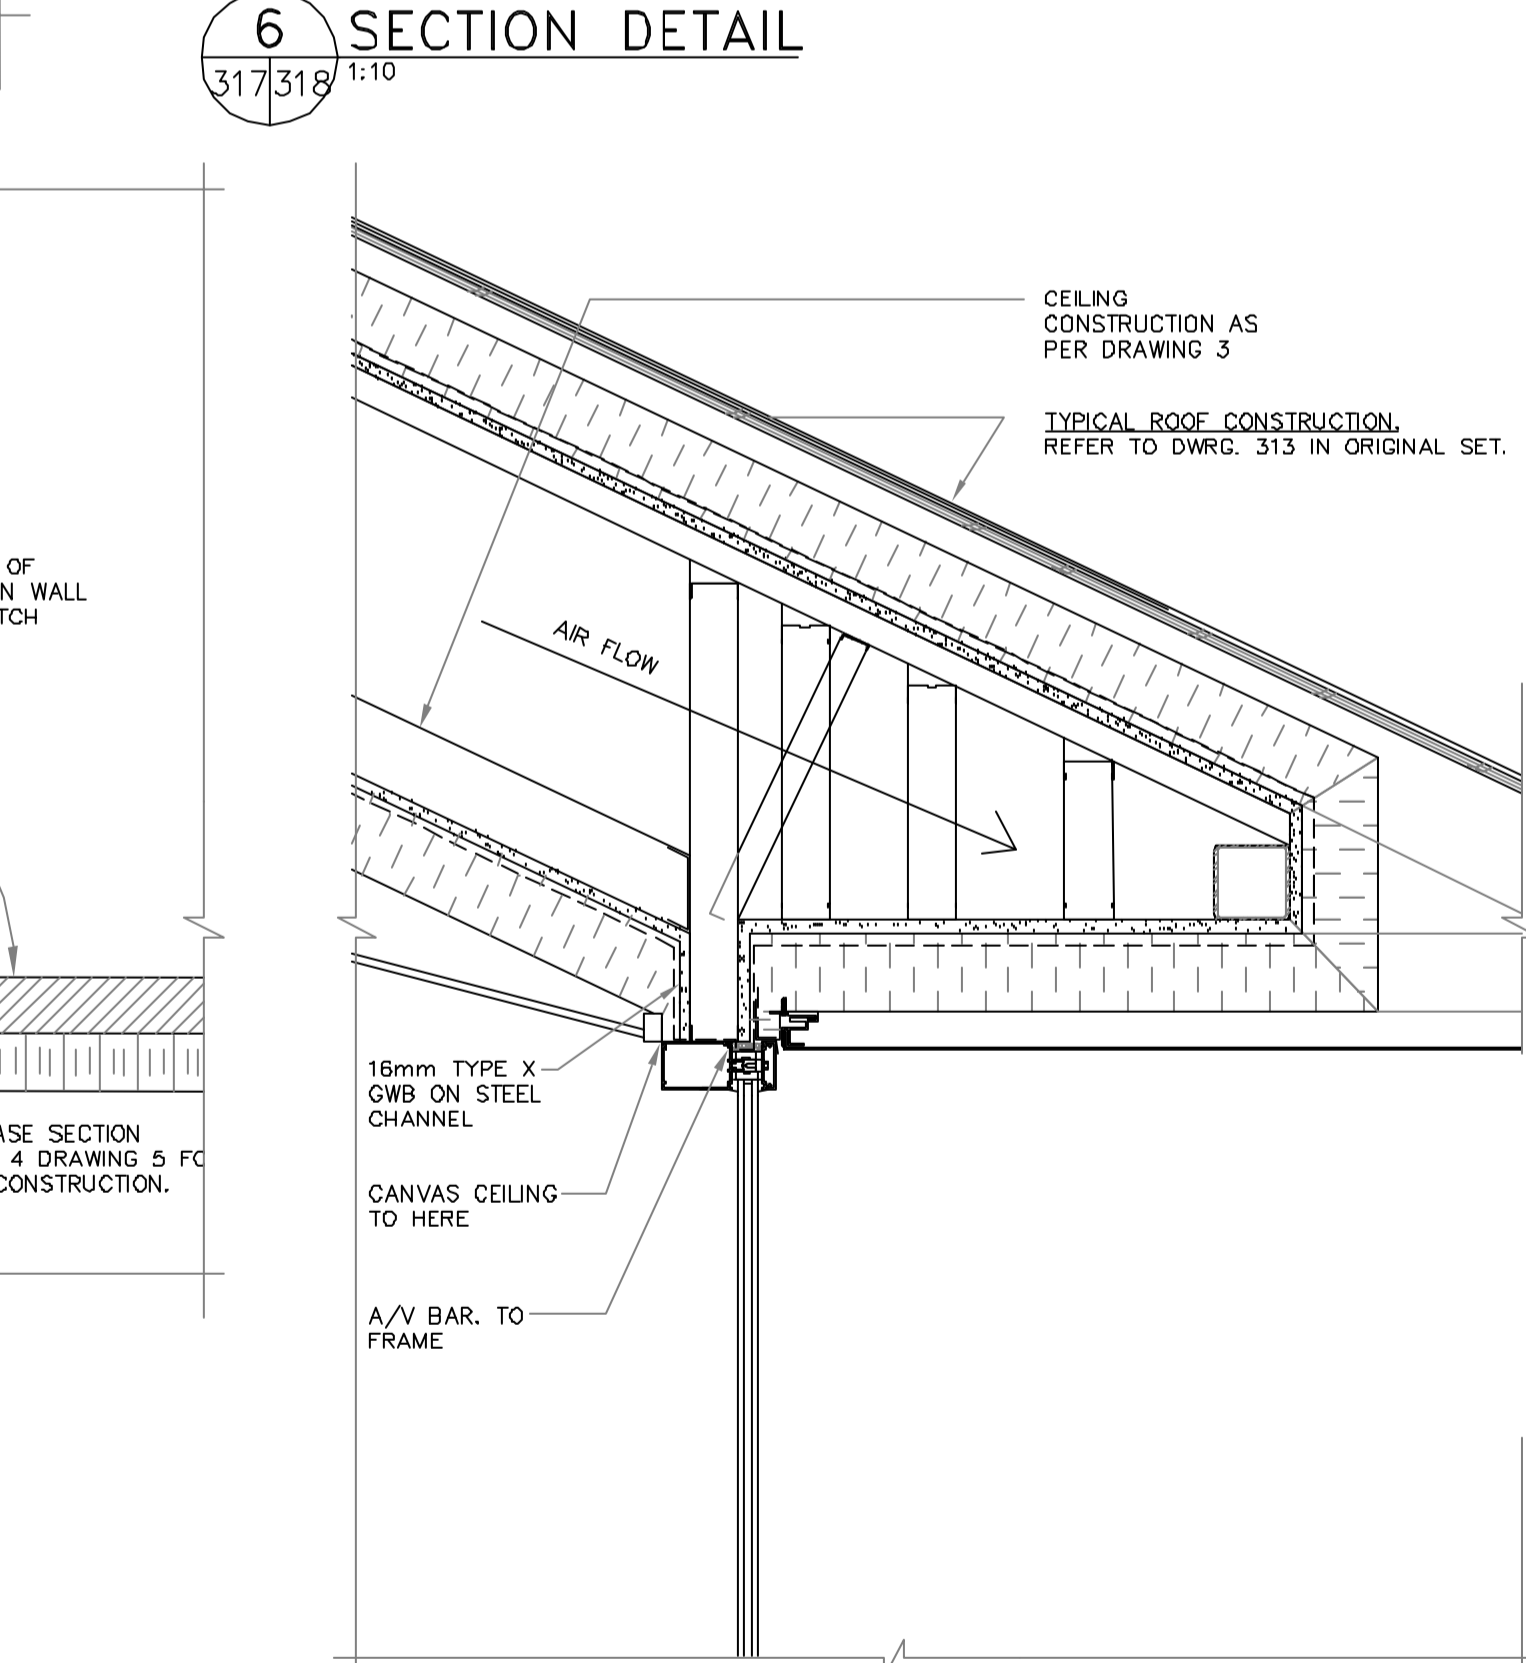 6
SECTION DETAIL
317 318
1:10
CEILING
CONSTRUCTION AS
PER DRAWING 3
TYPICAL ROOF CONSTRUCTION.
REFER TO DWRG. 313 IN ORIGINAL SET.
OF
N WALL
TCH
AIR FLOW
16mm TYPE X
GWB ON STEEL
CHANNEL
ASE SECTION
4 DRAWING 5 FO
CONSTRUCTION.
CANVAS CEILING
TO HERE
A/V BAR. TO
FRAME